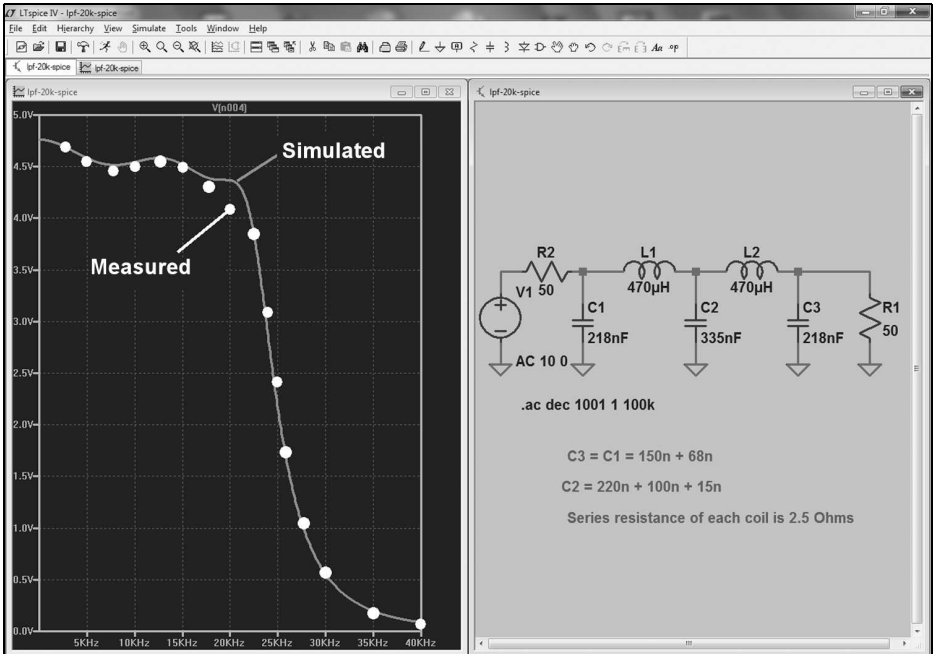 LTspice IV - lpf-20k-spice
File Edit Hierarchy View Simulate Tools Window Help
lpf-20k-spice lpf-20k-spice
lpf-20k-spice
V[n004]
5.0V
4.5V
4.0V
3.5V
3.0V
2.5V
2.0V
1.5V
1.0V
0.5V
0.0V
Simulated
Measured
5KHz 10KHz 15KHz 20KHz 25KHz 30KHz 35KHz 40KHz
lpf-20k-spice
R2 L1 L2
V1 50 470µH 470µH
C1 C2 C3 R1
218nF 335nF 218nF 50
AC 10 0
.ac dec 1001 1 100k
C3 = C1 = 150n + 68n
C2 = 220n + 100n + 15n
Series resistance of each coil is 2.5 Ohms